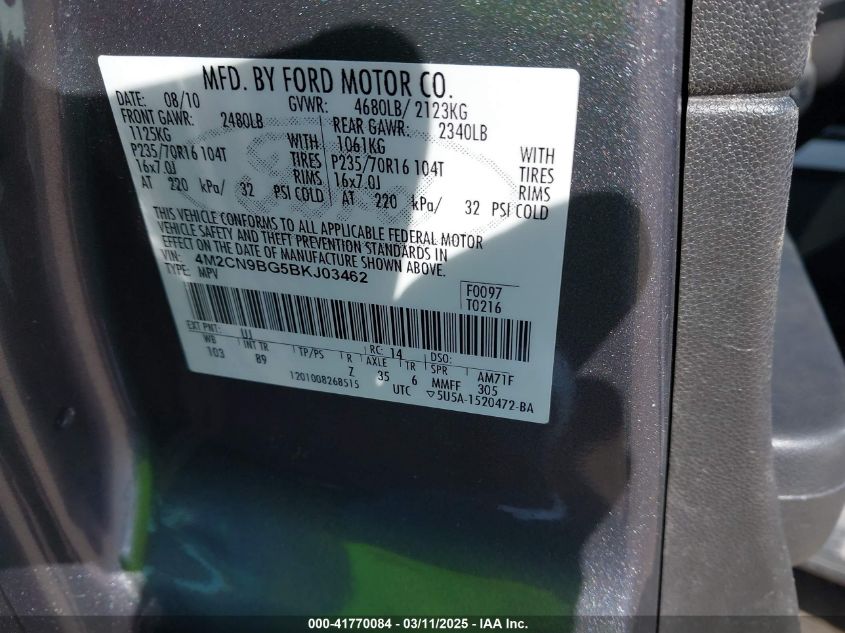 MFD. BY FORD MOTOR CO.
DATE: 08/10 GVWR: 4680LB/ 2123KG
FRONT GAWR: 2480LB REAR GAWR: 2340LB
1125KG WITH 1061KG WITH
P235/70R16 104T TIRES P235/70R16 104T TIRES
16x7.0J RIMS 16x7.0J RIMS
AT 220 kPa/ 32 PSI COLD AT 220 kPa/ 32 PSI COLD
THIS VEHICLE CONFORMS TO ALL APPLICABLE FEDERAL MOTOR
VEHICLE SAFETY AND THEFT PREVENTION STANDARDS IN
EFFECT ON THE DATE OF MANUFACTURE SHOWN ABOVE.
VIN: 4M2CN9BG5BKJ03462
TYPE: MPV
F0097
T0216
EXT PNT: UJ RC: 14 DSO:
WB INT TR TP/PS R AXLE TR SPR AM71F
103 89 Z 35 6 MMFF 305
1201008268515 UTC ▽5U5A-1520472-BA
000-41770084 - 03/11/2025 - IAA Inc.